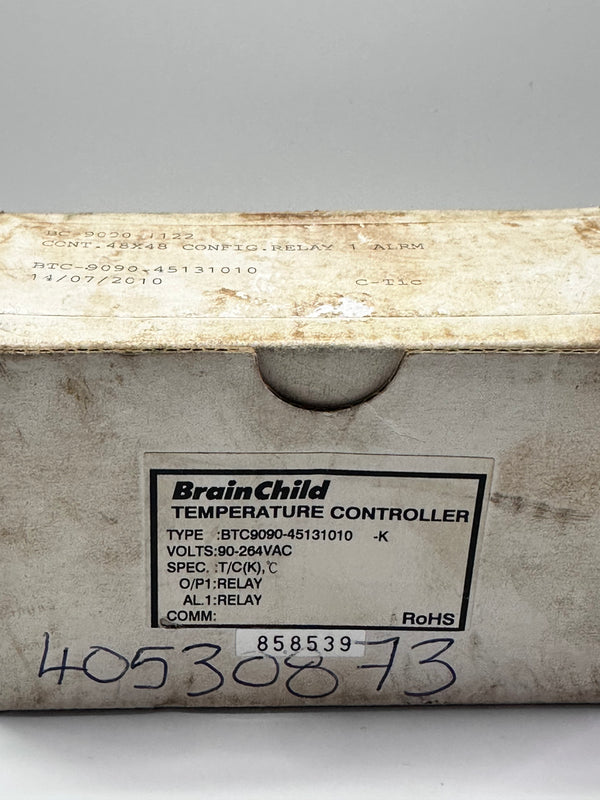 BC-9090-1122
CONT.48X48 CONFIG.RELAY 1 ALRM
BTC-9090-45131010
14/07/2010 C-Tic
BrainChild
TEMPERATURE CONTROLLER
TYPE :BTC9090-45131010 -K
VOLTS:90-264VAC
SPEC. :T/C(K),℃
O/P1:RELAY
AL.1:RELAY
COMM: RoHS
858539
40530873